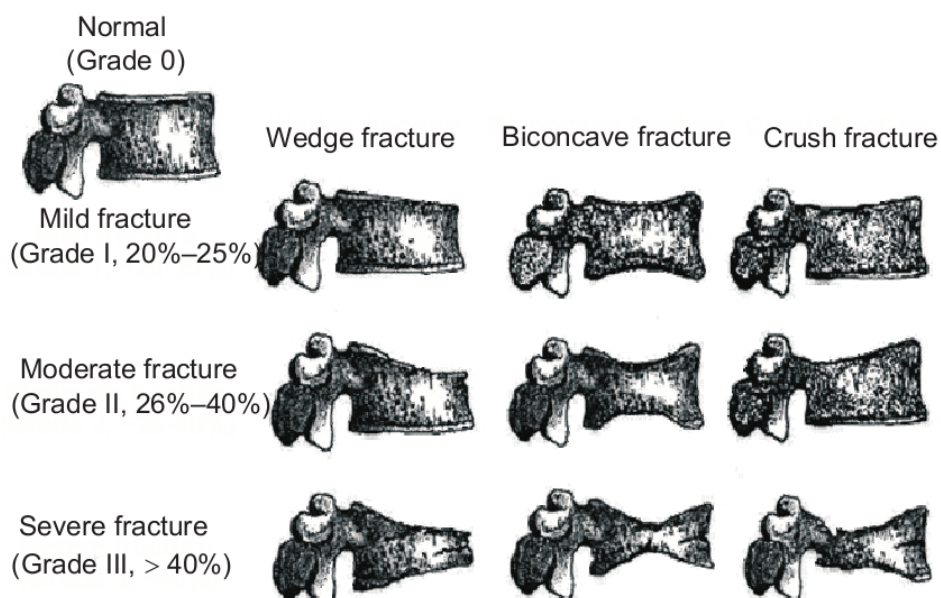 Normal
(Grade 0)
Wedge fracture
Biconcave fracture
Crush fracture
Mild fracture
(Grade I, 20%–25%)
Moderate fracture
(Grade II, 26%–40%)
Severe fracture
(Grade III, > 40%)